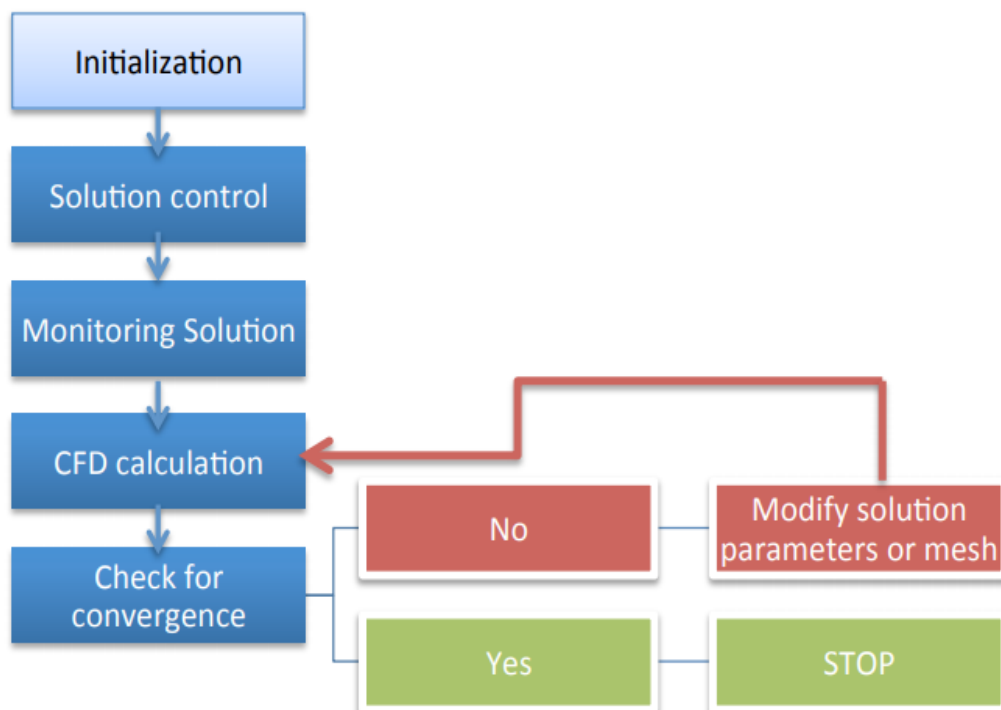 Initialization
Solution control
Monitoring Solution
CFD calculation
Check for
convergence
No
Modify solution
parameters or mesh
Yes
STOP